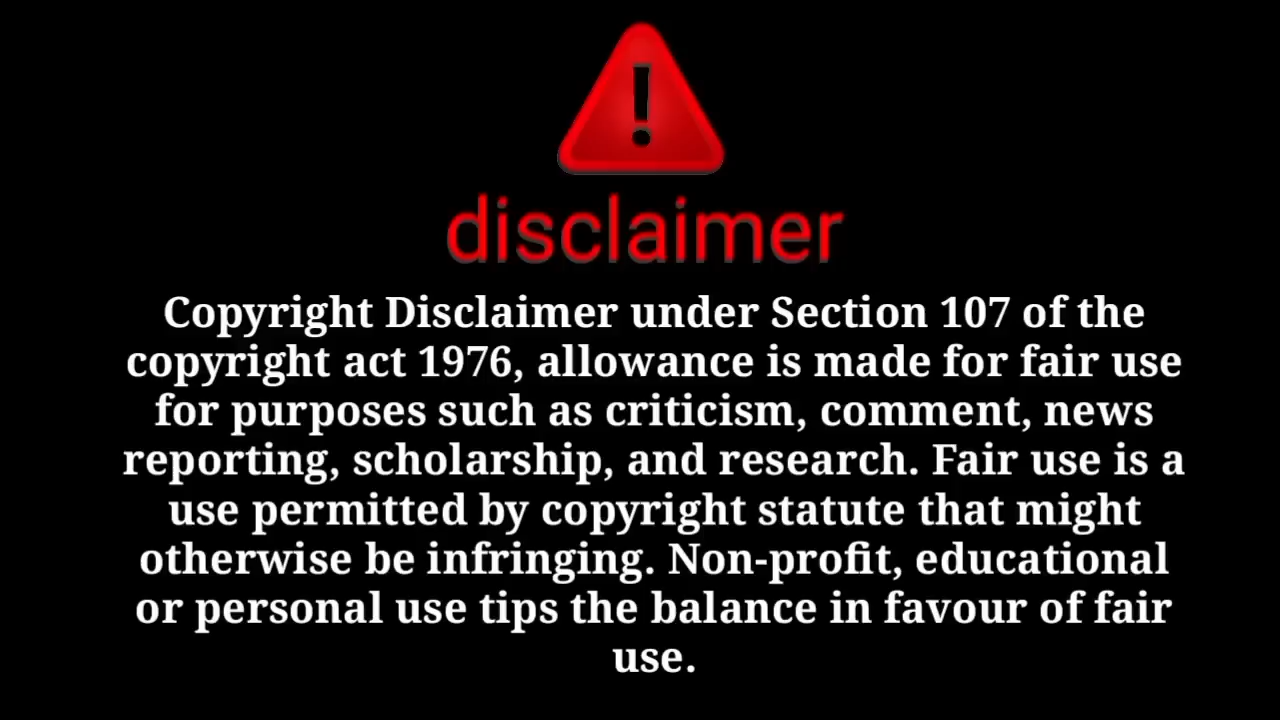 !
disclaimer
Copyright Disclaimer under Section 107 of the
copyright act 1976, allowance is made for fair use
for purposes such as criticism, comment, news
reporting, scholarship, and research. Fair use is a
use permitted by copyright statute that might
otherwise be infringing. Non-profit, educational
or personal use tips the balance in favour of fair
use.